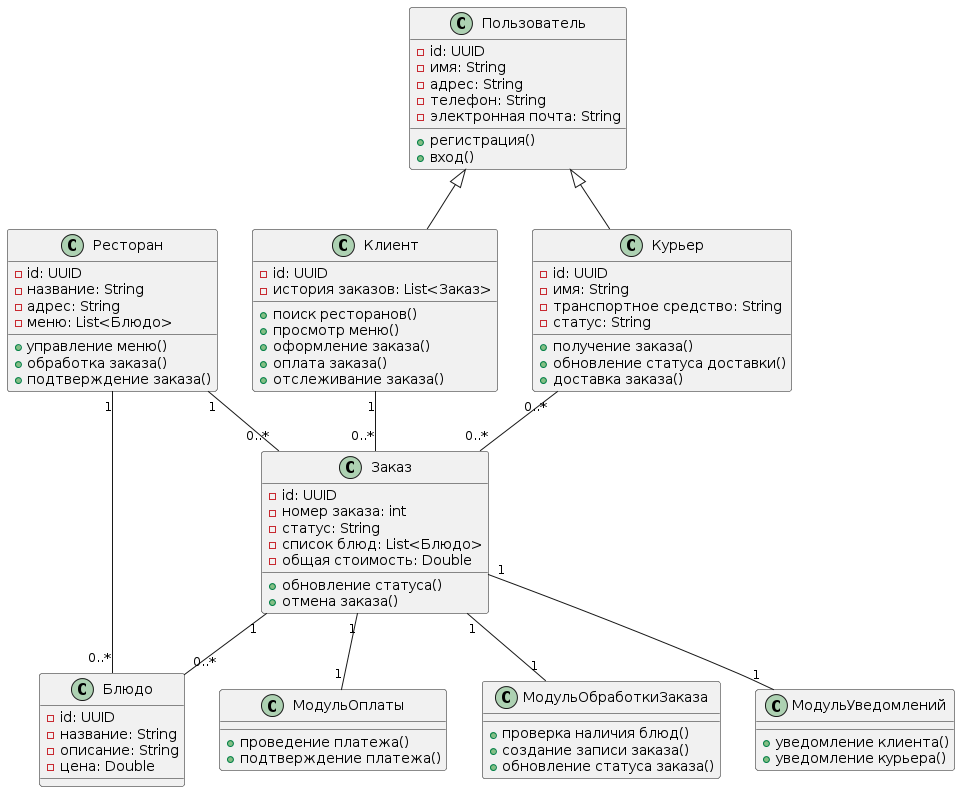 C Пользователь
id: UUID
имя: String
адрес: String
телефон: String
электронная почта: String
регистрация()
вход()
C Ресторан
id: UUID
название: String
адрес: String
меню: List<Блюдо>
управление меню()
обработка заказа()
подтверждение заказа()
C Клиент
id: UUID
история заказов: List<Заказ>
поиск ресторанов()
просмотр меню()
оформление заказа()
оплата заказа()
отслеживание заказа()
C Курьер
id: UUID
имя: String
транспортное средство: String
статус: String
получение заказа()
обновление статуса доставки()
доставка заказа()
1
1
1
0..*
0..*
0..*
0..*
C Заказ
id: UUID
номер заказа: int
статус: String
список блюд: List<Блюдо>
общая стоимость: Double
обновление статуса()
отмена заказа()
1
1
1
1
0..*
0..*
1
1
1
C Блюдо
id: UUID
название: String
описание: String
цена: Double
C МодульОплаты
проведение платежа()
подтверждение платежа()
C МодульОбработкиЗаказа
проверка наличия блюд()
создание записи заказа()
обновление статуса заказа()
C МодульУведомлений
уведомление клиента()
уведомление курьера()